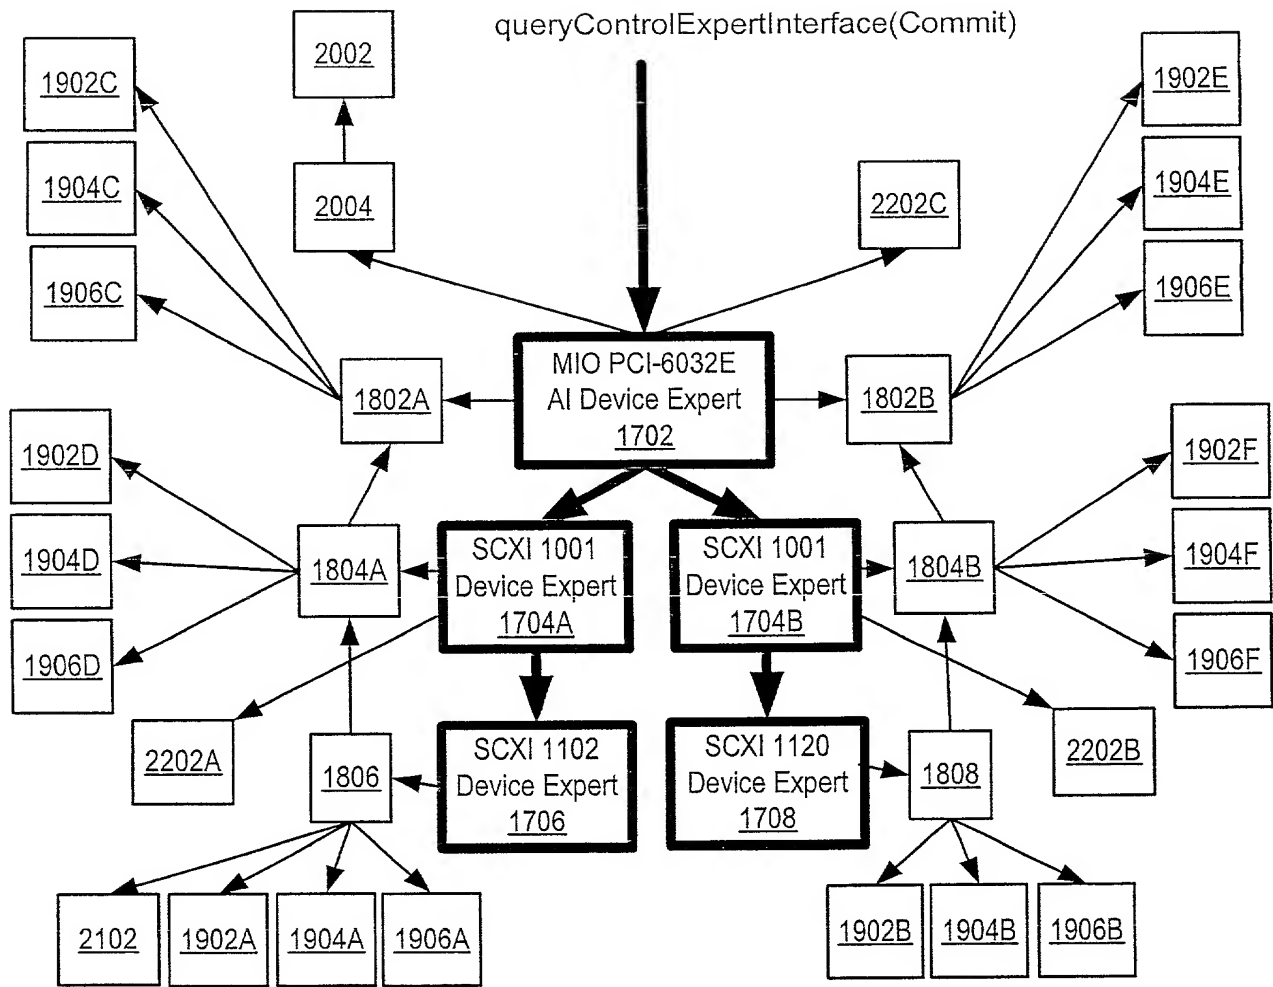 queryControlExpertInterface(Commit)
2002
1902C
1902E
1904C
2004
2202C
1904E
1906C
1906E
MIO PCI-6032E
AI Device Expert
1702
1802A
1802B
1902D
1902F
SCXI 1001
Device Expert
1704A
SCXI 1001
Device Expert
1704B
1904D
1804A
1804B
1904F
1906D
1906F
2202A
1806
SCXI 1102
Device Expert
1706
SCXI 1120
Device Expert
1708
1808
2202B
2102
1902A
1904A
1906A
1902B
1904B
1906B